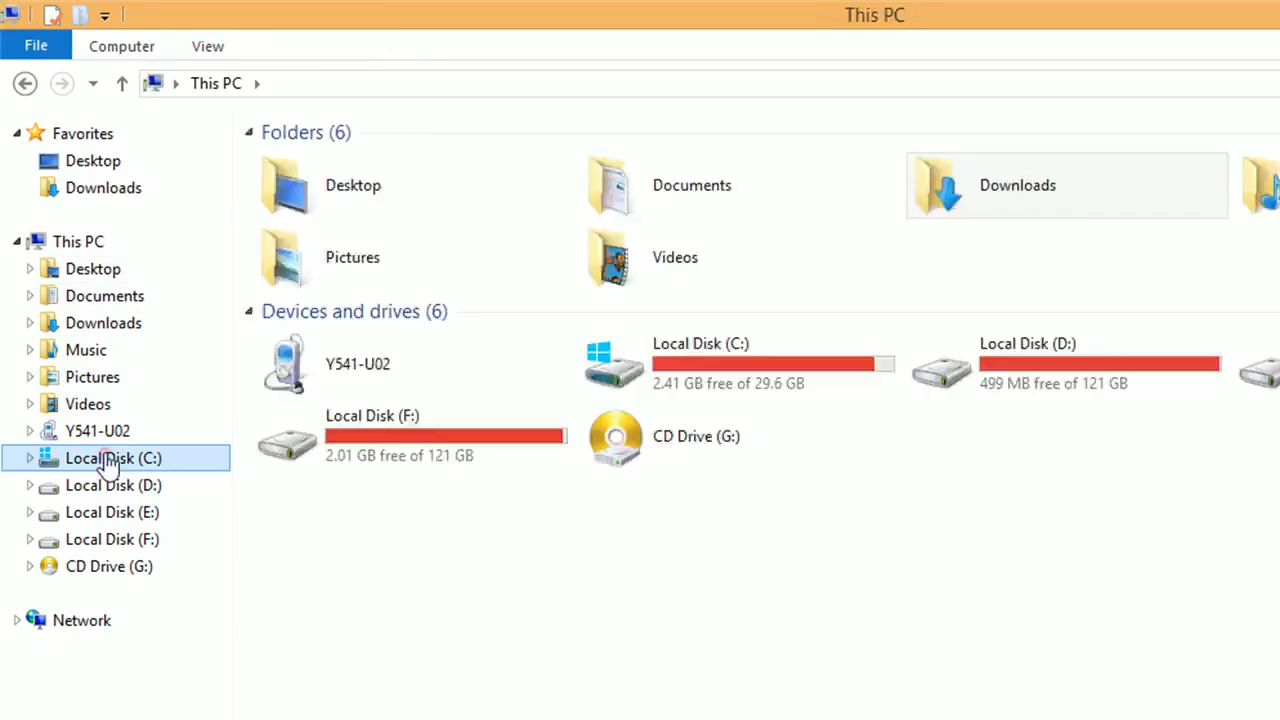 This PC
File Computer View
This PC
Favorites
Desktop
Downloads
This PC
Desktop
Documents
Downloads
Music
Pictures
Videos
Y541-U02
Local Disk (C:)
Local Disk (D:)
Local Disk (E:)
Local Disk (F:)
CD Drive (G:)
Network
Folders (6)
Desktop
Documents
Downloads
Pictures
Videos
Devices and drives (6)
Y541-U02
Local Disk (C:)
2.41 GB free of 29.6 GB
Local Disk (D:)
499 MB free of 121 GB
Local Disk (F:)
2.01 GB free of 121 GB
CD Drive (G:)